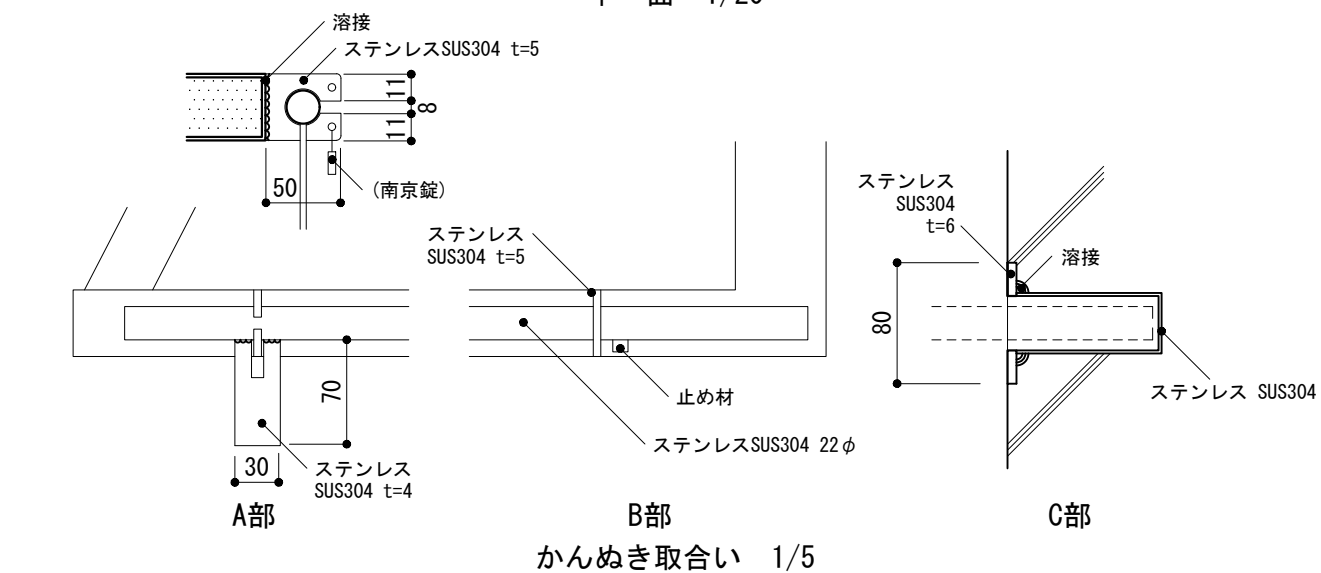 溶接
ステンレスSUS304 t=5
11
8
11
50
(南京錠)
ステンレス
SUS304 t=5
70
30
ステンレス
SUS304 t=4
止め材
ステンレスSUS304 22φ
ステンレス
SUS304
t=6
溶接
80
ステンレス SUS304
A部
B部
C部
かんぬき取合い 1/5